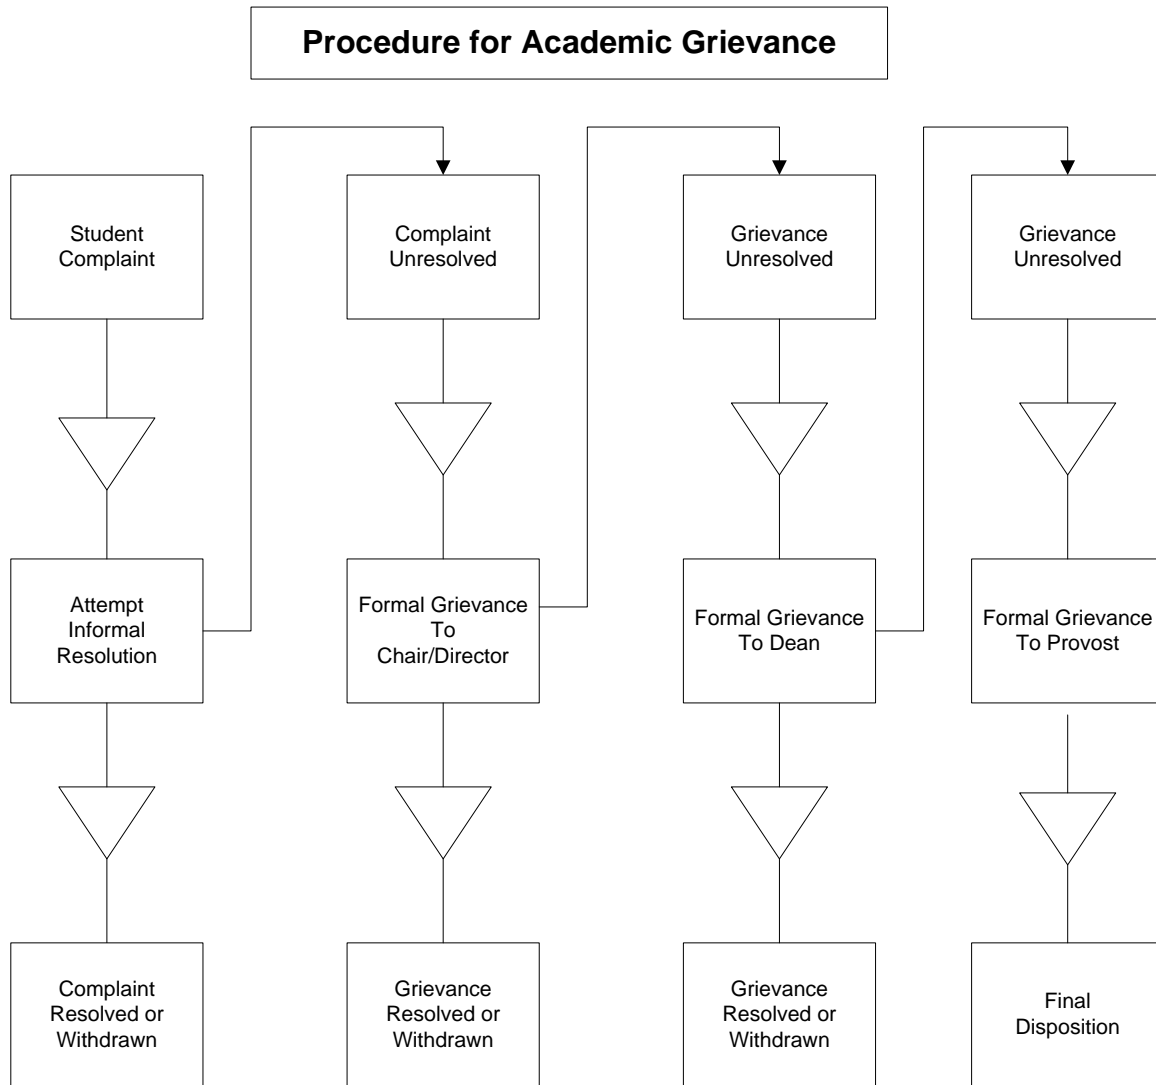 Procedure for Academic Grievance
Student
Complaint
Complaint
Unresolved
Grievance
Unresolved
Grievance
Unresolved
Attempt
Informal
Resolution
Formal Grievance
To
Chair/Director
Formal Grievance
To Dean
Formal Grievance
To Provost
Complaint
Resolved or
Withdrawn
Grievance
Resolved or
Withdrawn
Grievance
Resolved or
Withdrawn
Final
Disposition